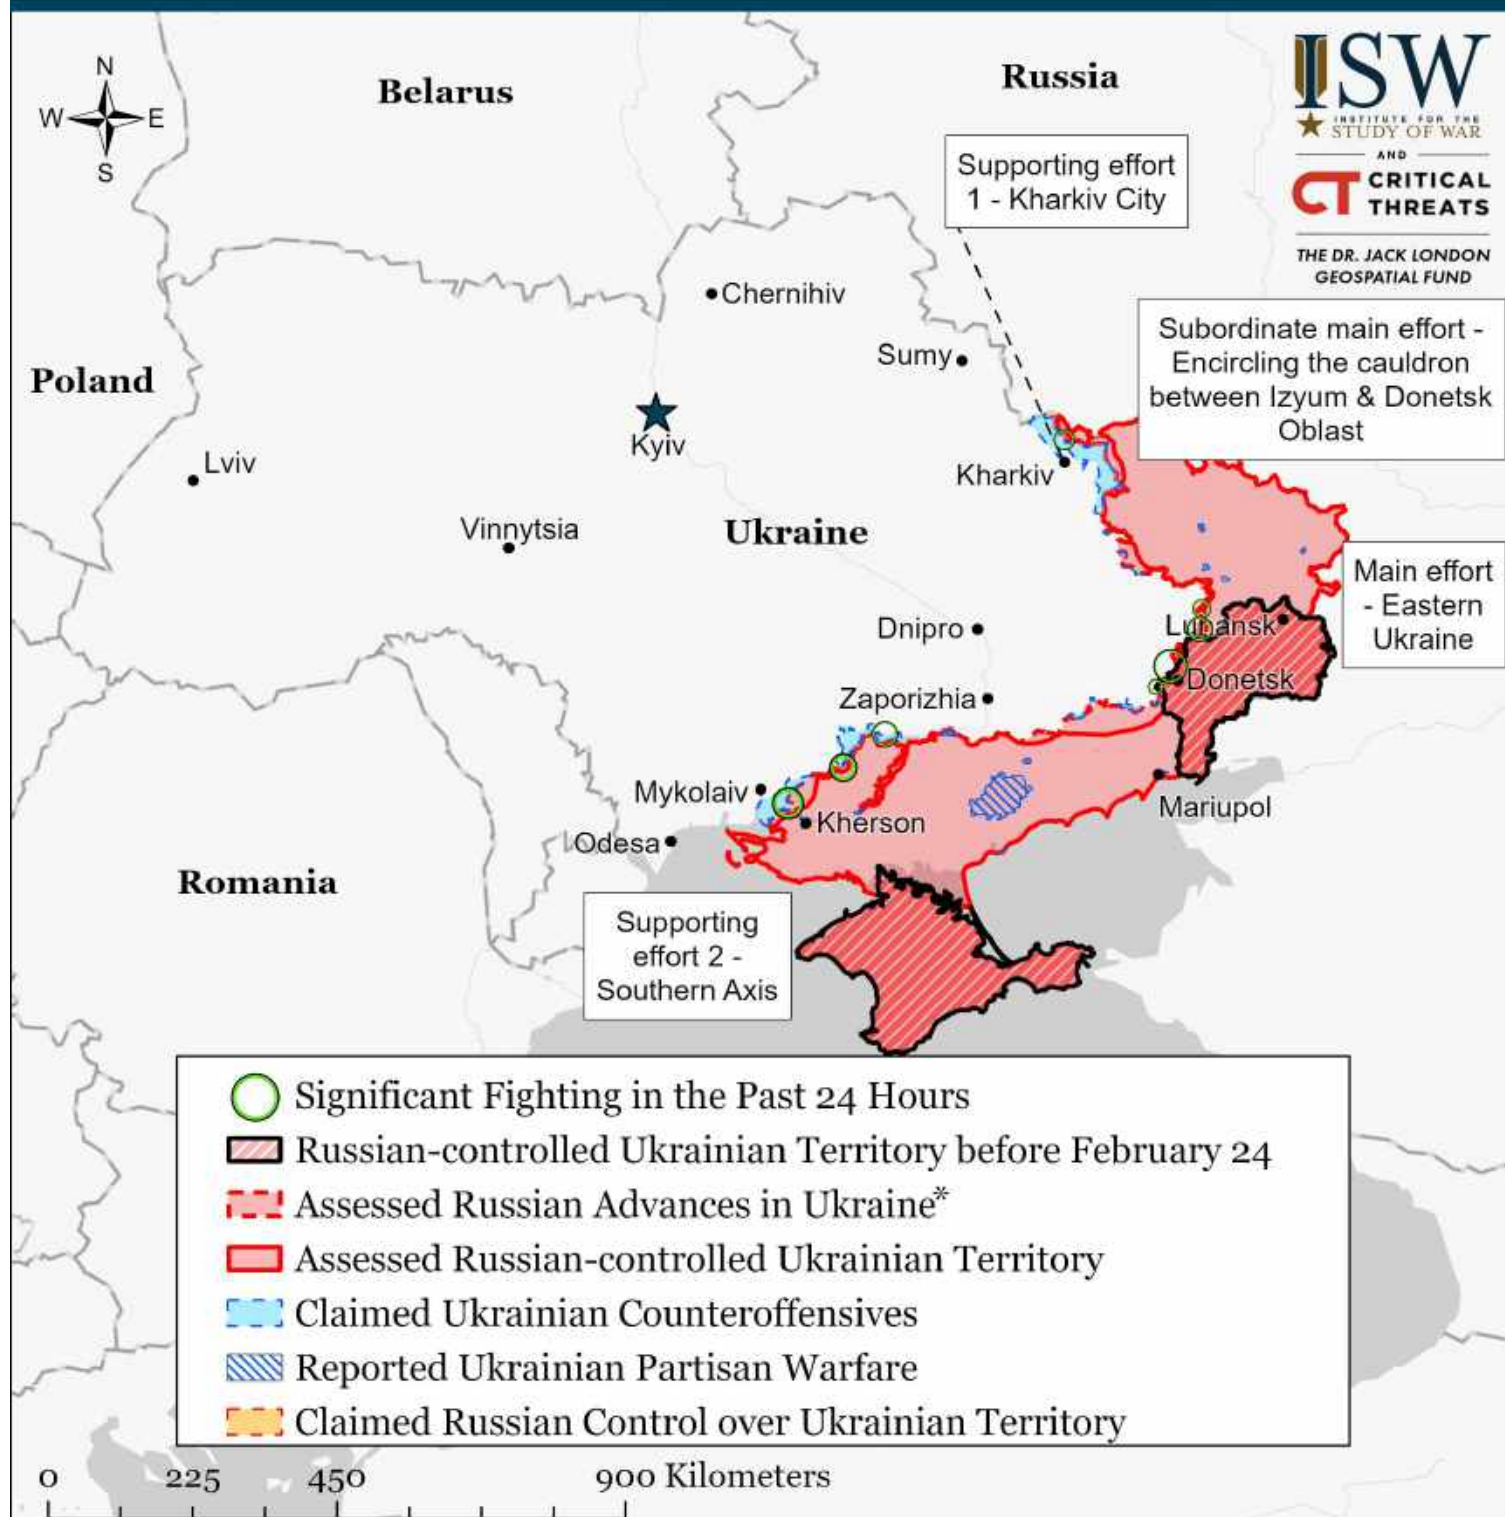 N
W
E
S
Belarus
Russia
ISW
INSTITUTE FOR THE
STUDY OF WAR
AND
CT CRITICAL
THREATS
THE DR. JACK LONDON
GEOSPATIAL FUND
Supporting effort
1 - Kharkiv City
Chernihiv
Subordinate main effort -
Encircling the cauldron
between Izyum & Donetsk
Oblast
Sumy
Poland
Kyiv
Lviv
Kharkiv
Vinnytsia
Ukraine
Main effort
- Eastern
Ukraine
Dnipro
Luhansk
Donetsk
Zaporizhia
Mykolaiv
Mariupol
Kherson
Odesa
Romania
Supporting
effort 2 -
Southern Axis
Significant Fighting in the Past 24 Hours
Russian-controlled Ukrainian Territory before February 24
Assessed Russian Advances in Ukraine*
Assessed Russian-controlled Ukrainian Territory
Claimed Ukrainian Counteroffensives
Reported Ukrainian Partisan Warfare
Claimed Russian Control over Ukrainian Territory
0 225 450 900 Kilometers